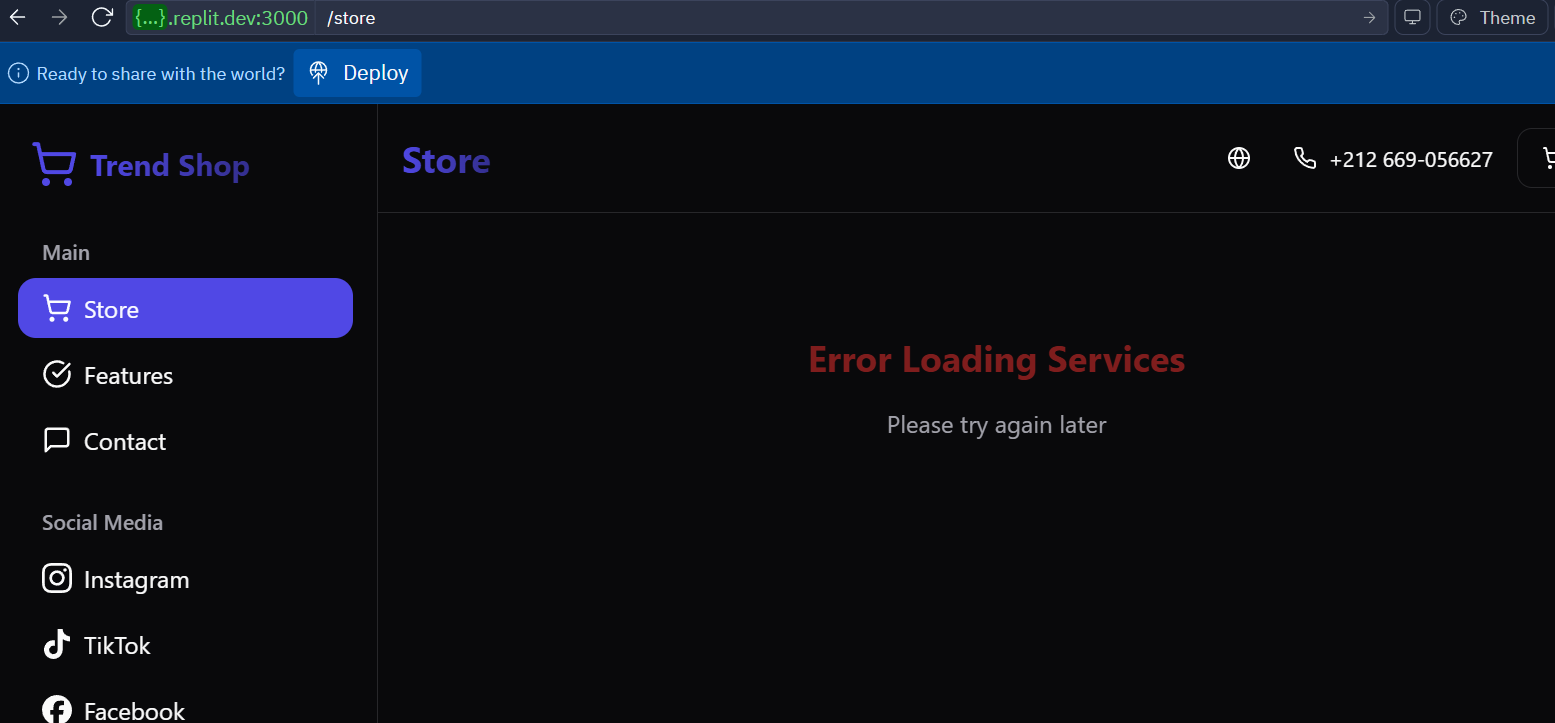 {...}.replit.dev:3000 /store
Theme
Ready to share with the world?
Deploy
Trend Shop
Store
+212 669-056627
Main
Store
Features
Contact
Error Loading Services
Please try again later
Social Media
Instagram
TikTok
Facebook